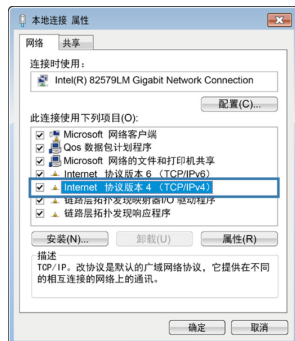 本地连接 属性
网络 共享
连接时使用:
Intel(R) 82579LM Gigabit Network Connection
配置(C)...
此连接使用下列项目(O):
Microsoft 网络客户端
Qos 数据包计划程序
Microsoft 网络的文件和打印机共享
Internet 协议版本 6 (TCP/IPv6)
Internet 协议版本 4 (TCP/IPv4)
链路层拓扑发现映射器I/O 驱动程序
链路层拓扑发现响应程序
安装(N)... 卸载(U) 属性(R)
描述
TCP/IP。改协议是默认的广域网络协议，它提供在不同
的相互连接的网络上的通讯。
确定 取消